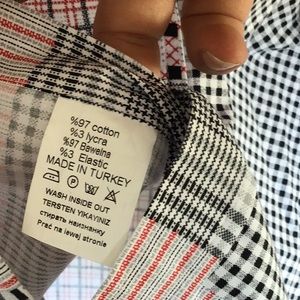 %97 cotton
%3 lycra
%97 Bawelna
%3 Elastic
MADE IN TURKEY
WASH INSIDE OUT
TERSTEN YIKAYINIZ
стирать наизнанку
Prać na lewej stronie